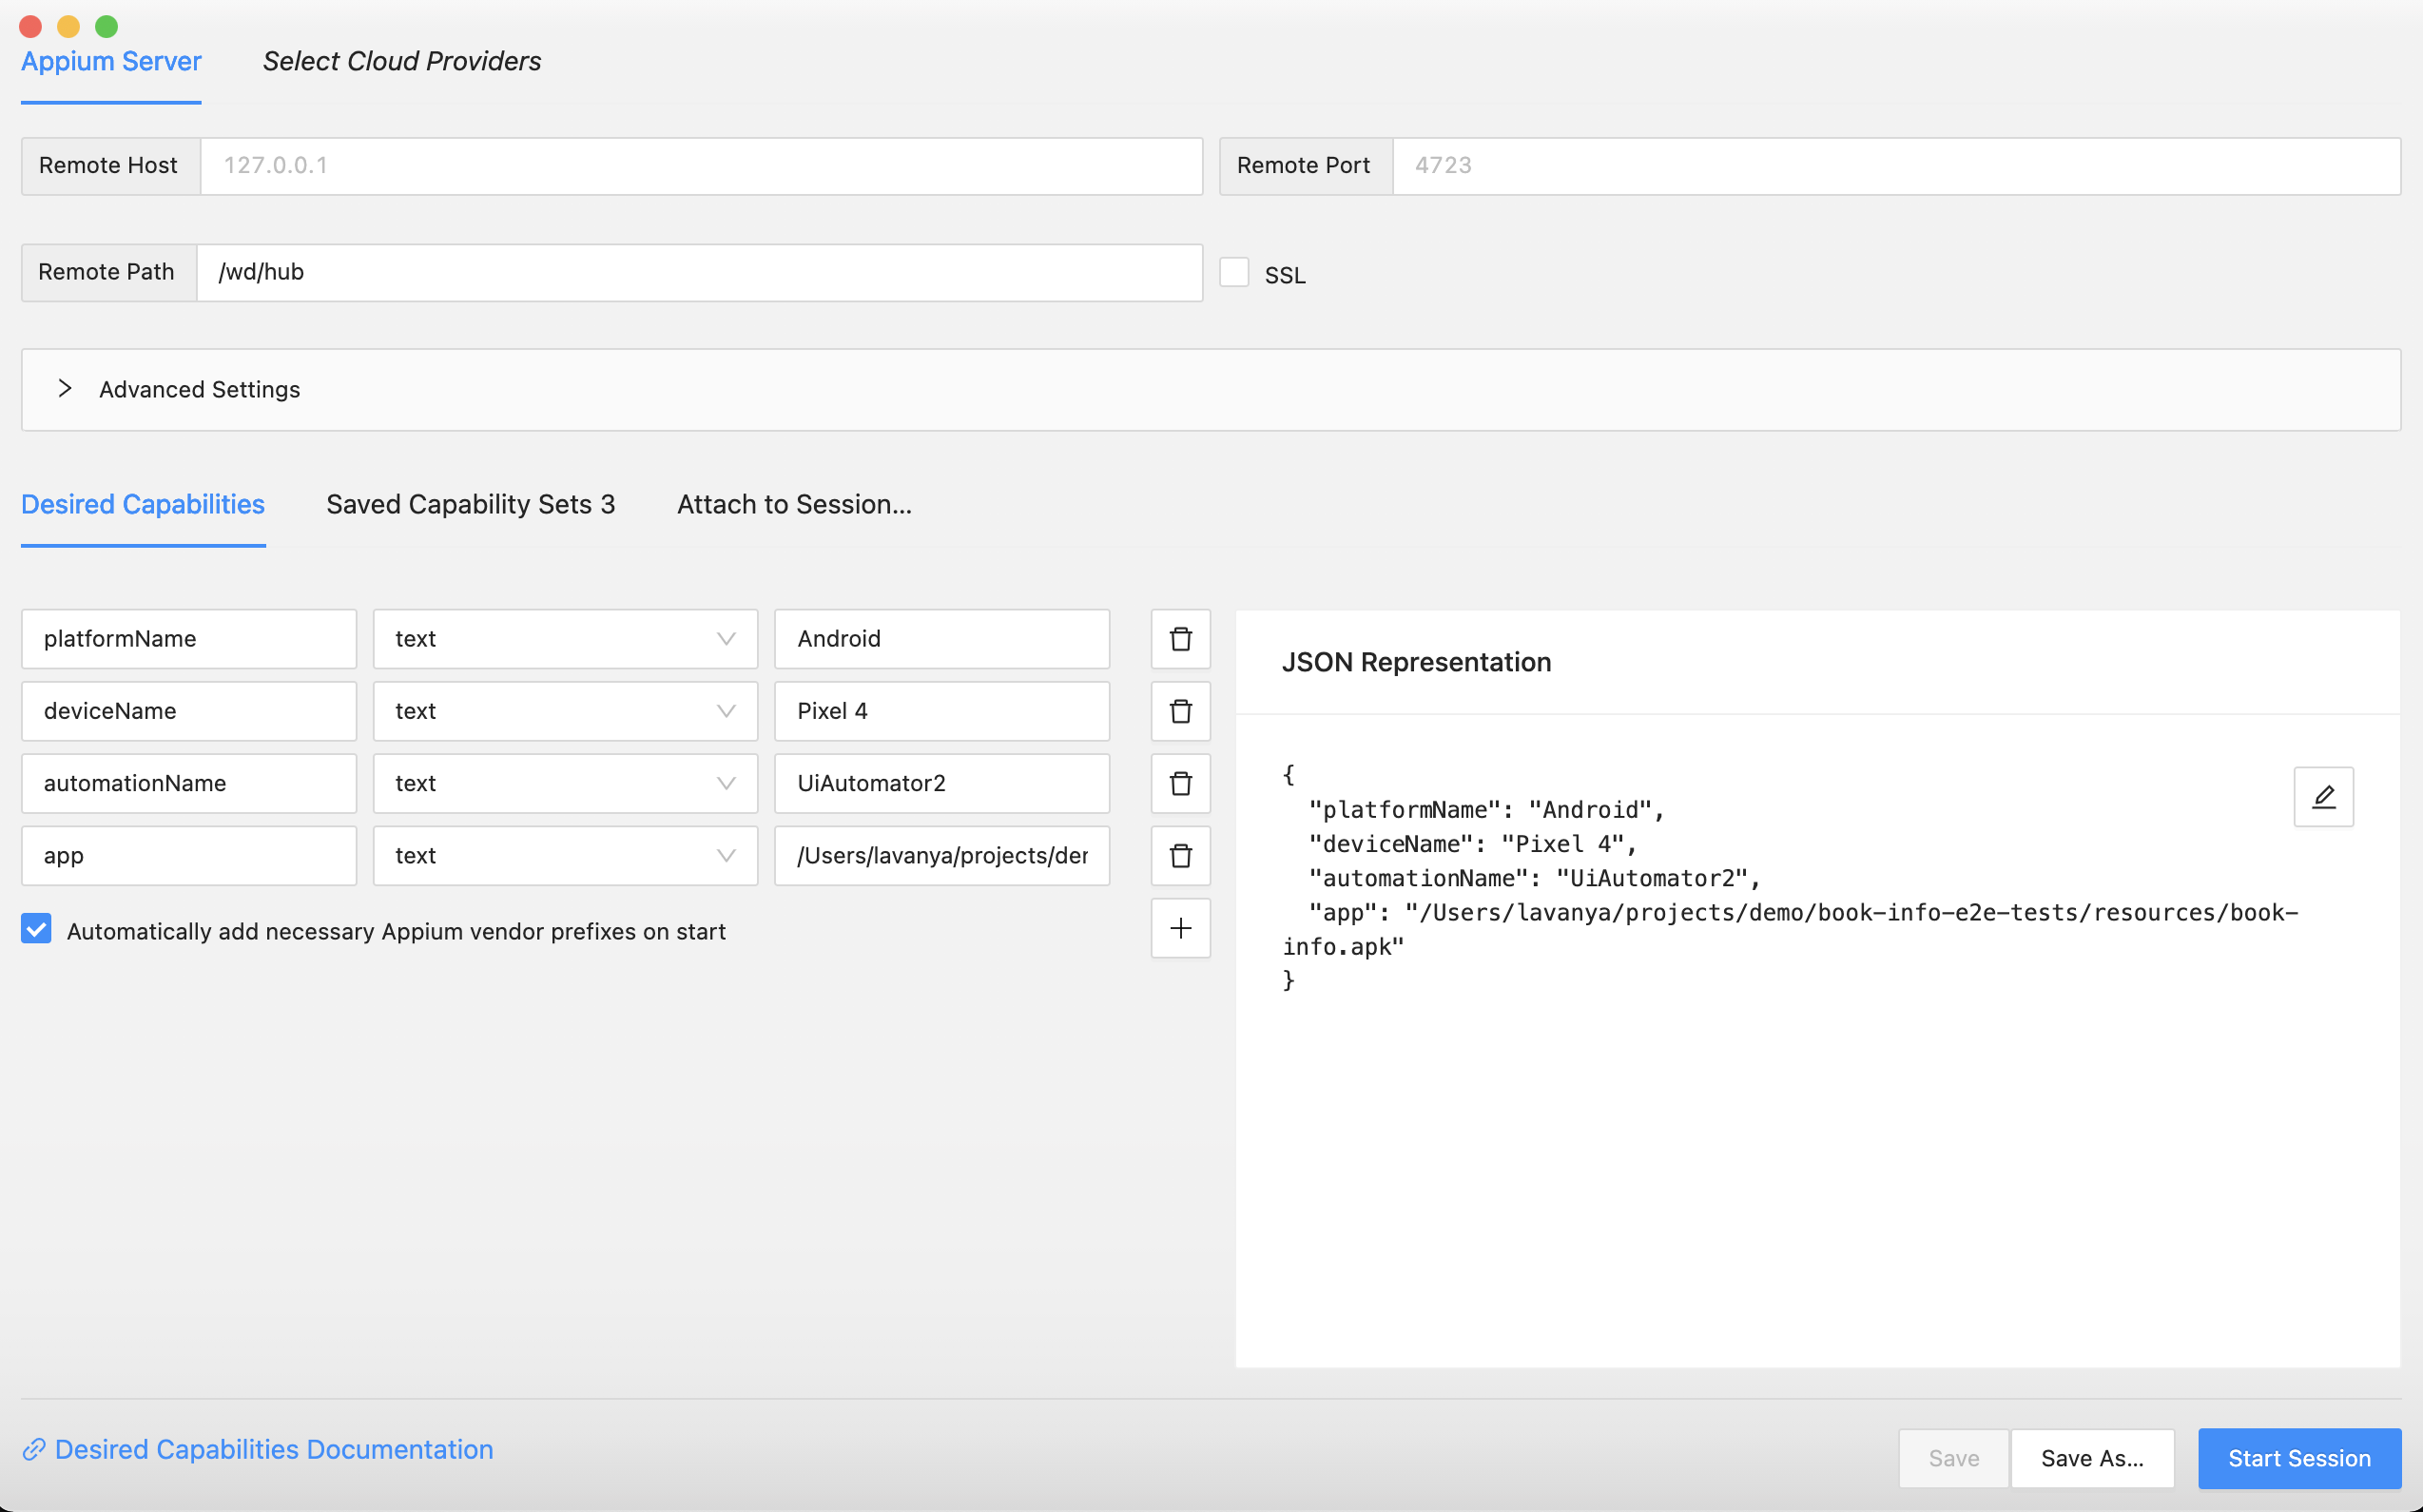 Appium Server Select Cloud Providers
Remote Host 127.0.0.1 Remote Port 4723
Remote Path /wd/hub SSL
Advanced Settings
Desired Capabilities Saved Capability Sets 3 Attach to Session...
platformName text Android
deviceName text Pixel 4
automationName text UiAutomator2
app text /Users/lavanya/projects/der
Automatically add necessary Appium vendor prefixes on start
JSON Representation
{
"platformName": "Android",
"deviceName": "Pixel 4",
"automationName": "UiAutomator2",
"app": "/Users/lavanya/projects/demo/book-info-e2e-tests/resources/book-
info.apk"
}
Desired Capabilities Documentation Save Save As... Start Session